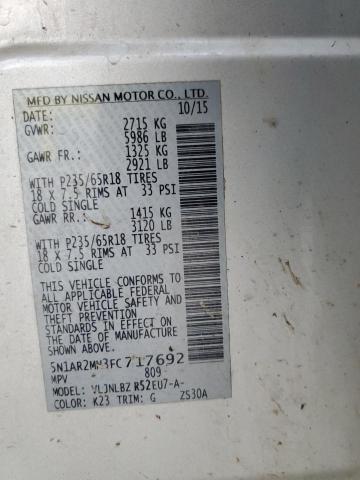 MFD BY NISSAN MOTOR CO., LTD.
DATE: 10/15
GVWR: 2715 KG
5986 LB
GAWR FR.: 1325 KG
2921 LB
WITH P235/65R18 TIRES
18 X 7.5 RIMS AT 33 PSI
COLD SINGLE
GAWR RR.: 1415 KG
3120 LB
WITH P235/65R18 TIRES
18 X 7.5 RIMS AT 33 PSI
COLD SINGLE
THIS VEHICLE CONFORMS TO
ALL APPLICABLE FEDERAL
MOTOR VEHICLE SAFETY AND
THEFT PREVENTION
STANDARDS IN EFFECT ON
THE DATE OF MANUFACTURE
SHOWN ABOVE.
5N1AR2MM3FC717692
MPV 809
MODEL: R52EU7-A-
COLOR: K23 TRIM: G ZS30A